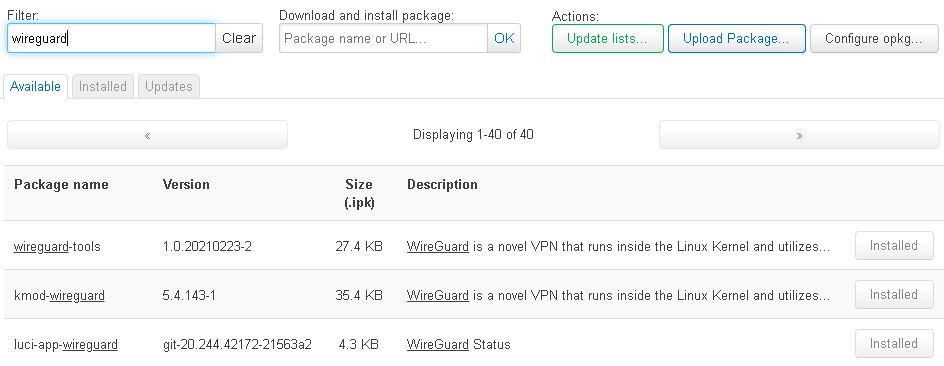 Filter: Download and install package: Actions:
wireguard Clear Package name or URL... OK Update lists... Upload Package... Configure opkg...
Available Installed Updates
« Displaying 1-40 of 40 »
Package name Version Size (.ipk) Description
wireguard-tools 1.0.20210223-2 27.4 KB WireGuard is a novel VPN that runs inside the Linux Kernel and utilizes... Installed
kmod-wireguard 5.4.143-1 35.4 KB WireGuard is a novel VPN that runs inside the Linux Kernel and utilizes... Installed
luci-app-wireguard git-20.244.42172-21563a2 4.3 KB WireGuard Status Installed